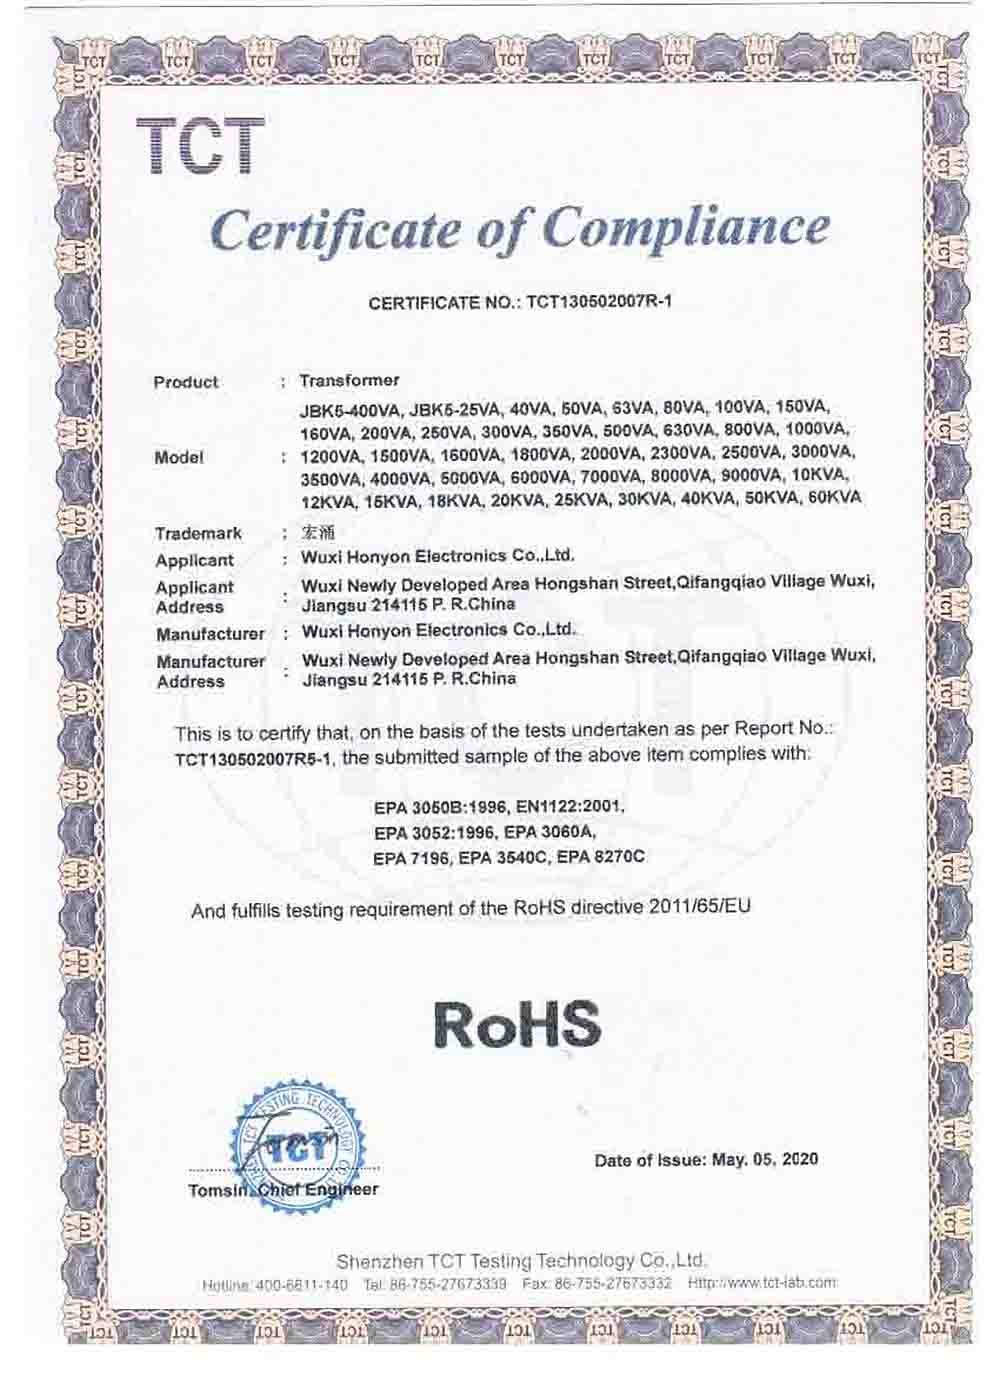 TCT
Certificate of Compliance
CERTIFICATE NO.: TCT130502007R-1
Product : Transformer
Model : JBK5-400VA, JBK5-25VA, 40VA, 50VA, 63VA, 80VA, 100VA, 150VA,
160VA, 200VA, 250VA, 300VA, 350VA, 500VA, 630VA, 800VA, 1000VA,
1200VA, 1500VA, 1600VA, 1800VA, 2000VA, 2300VA, 2500VA, 3000VA,
3500VA, 4000VA, 5000VA, 6000VA, 7000VA, 8000VA, 9000VA, 10KVA,
12KVA, 15KVA, 18KVA, 20KVA, 25KVA, 30KVA, 40KVA, 50KVA, 60KVA
Trademark : 宏涌
Applicant : Wuxi Honyon Electronics Co.,Ltd.
Applicant Address : Wuxi Newly Developed Area Hongshan Street,Qifangqiao Village Wuxi,
Jiangsu 214115 P. R.China
Manufacturer : Wuxi Honyon Electronics Co.,Ltd.
Manufacturer Address : Wuxi Newly Developed Area Hongshan Street,Qifangqiao Village Wuxi,
Jiangsu 214115 P. R.China
This is to certify that, on the basis of the tests undertaken as per Report No.:
TCT130502007R5-1, the submitted sample of the above item complies with:
EPA 3050B:1996, EN1122:2001,
EPA 3052:1996, EPA 3060A,
EPA 7196, EPA 3540C, EPA 8270C
And fulfills testing requirement of the RoHS directive 2011/65/EU
RoHS
TESTING TECHNOLOGY
TCT
Tomsin Chief Engineer
Date of Issue: May. 05, 2020
Shenzhen TCT Testing Technology Co.,Ltd.
Hotline: 400-6611-140 Tel: 86-755-27673339 Fax: 86-755-27673332 Http://www.tct-lab.com